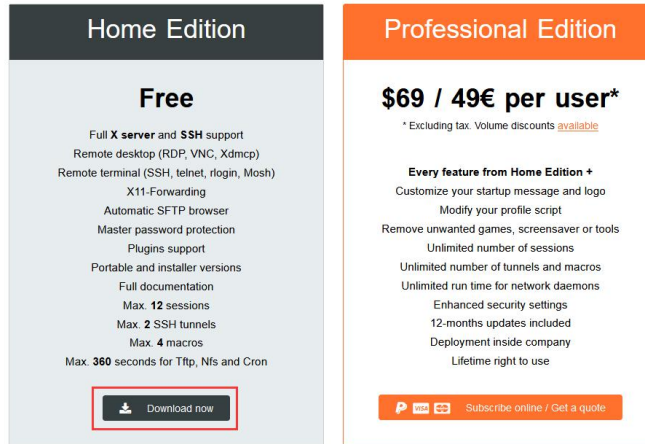 Home Edition
Free
Full X server and SSH support
Remote desktop (RDP, VNC, Xdmcp)
Remote terminal (SSH, telnet, rlogin, Mosh)
X11-Forwarding
Automatic SFTP browser
Master password protection
Plugins support
Portable and installer versions
Full documentation
Max. 12 sessions
Max. 2 SSH tunnels
Max. 4 macros
Max. 360 seconds for Tftp, Nfs and Cron
Download now
Professional Edition
$69 / 49€ per user*
* Excluding tax. Volume discounts available
Every feature from Home Edition +
Customize your startup message and logo
Modify your profile script
Remove unwanted games, screensaver or tools
Unlimited number of sessions
Unlimited number of tunnels and macros
Unlimited run time for network daemons
Enhanced security settings
12-months updates included
Deployment inside company
Lifetime right to use
VISA Subscribe online / Get a quote